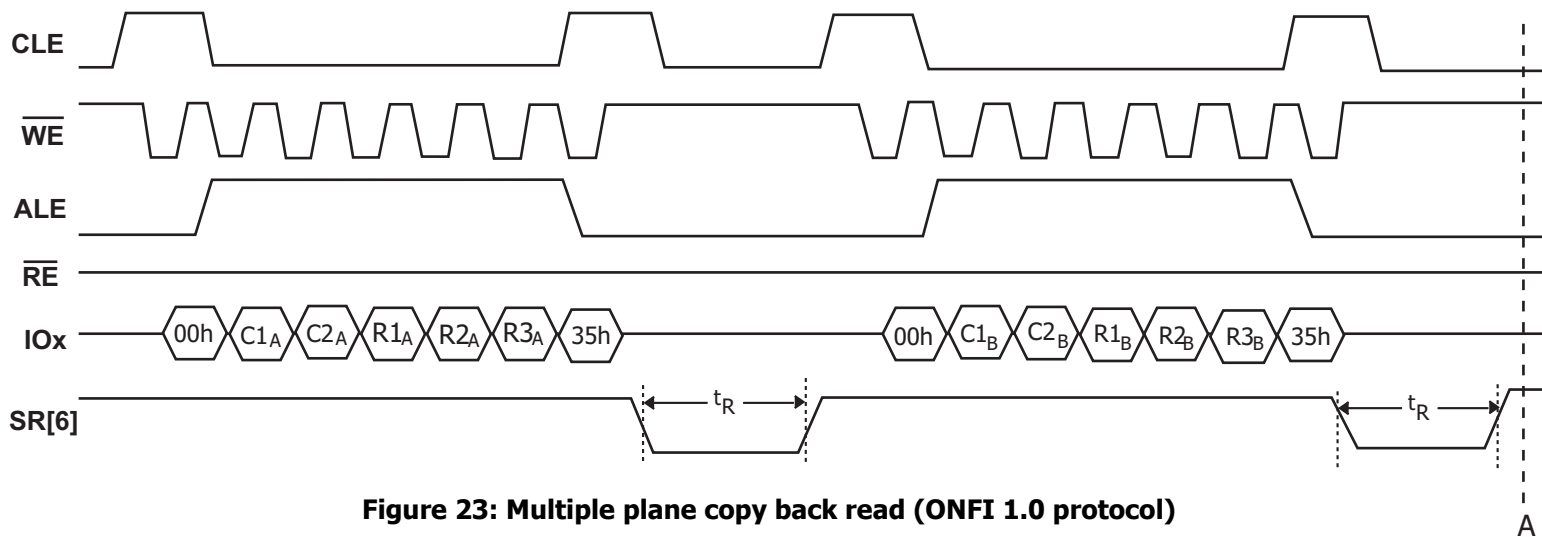 CLE
WE
ALE
RE
IOx 00h C1A C2A R1A R2A R3A 35h 00h C1B C2B R1B R2B R3B 35h
SR[6] tR tR
Figure 23: Multiple plane copy back read (ONFI 1.0 protocol)
A